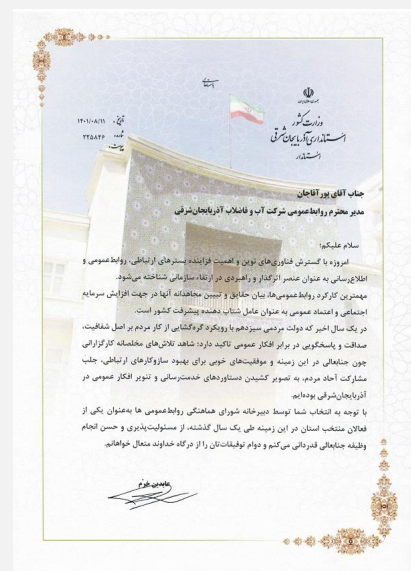 جمهوری اسلامی ایران
وزارت کشور
استانداری آذربایجان شرقی
استاندار
تاریخ: ۱۴۰۱/۰۸/۱۱
شماره: ۲۲۵۸۴۶
پیوست:
جناب آقای پور آقاجان
مدیر محترم روابط‌عمومی شرکت آب و فاضلاب آذربایجان‌شرقی
سلام علیکم؛
امروزه با گسترش فناوری‌های نوین و اهمیت فزاینده بسترهای ارتباطی، روابط‌عمومی و
اطلاع‌رسانی به عنوان عنصر اثرگذار و راهبردی در ارتقاء سازمانی شناخته می‌شود.
مهمترین کارکرد روابط‌عمومی‌ها، بیان حقایق و تبیین مجاهدانه آنها در جهت افزایش سرمایه
اجتماعی و اعتماد عمومی به عنوان عامل شتاب دهنده پیشرفت کشور است.
در یک سال اخیر که دولت مردمی سیزدهم با رویکرد گره‌گشایی از کار مردم بر اصل شفافیت،
صداقت و پاسخگویی در برابر افکار عمومی تاکید دارد؛ شاهد تلاش‌های مخلصانه کارگزارانی
چون جنابعالی در این زمینه و موفقیت‌های خوبی برای بهبود سازوکارهای ارتباطی، جلب
مشارکت آحاد مردم، به تصویر کشیدن دستاوردهای خدمت‌رسانی و تنویر افکار عمومی در
آذربایجان‌شرقی بوده‌ایم.
با توجه به انتخاب شما توسط دبیرخانه شورای هماهنگی روابط‌عمومی ها به‌عنوان یکی از
فعالان منتخب استان در این زمینه طی یک سال گذشته، از مسئولیت‌پذیری و حسن انجام
وظیفه جنابعالی قدردانی می‌کنم و دوام توفیقات‌تان را از درگاه خداوند متعال خواهانم.
عابدین خرم